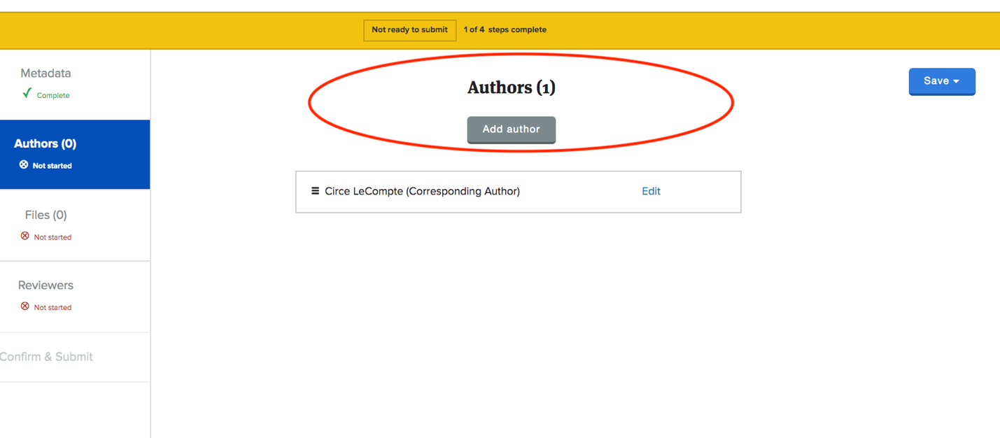 Not ready to submit 1 of 4 steps complete
Metadata
Complete
Authors (0)
Not started
Files (0)
Not started
Reviewers
Not started
Confirm & Submit
Authors (1)
Add author
Save
Circe LeCompte (Corresponding Author) Edit